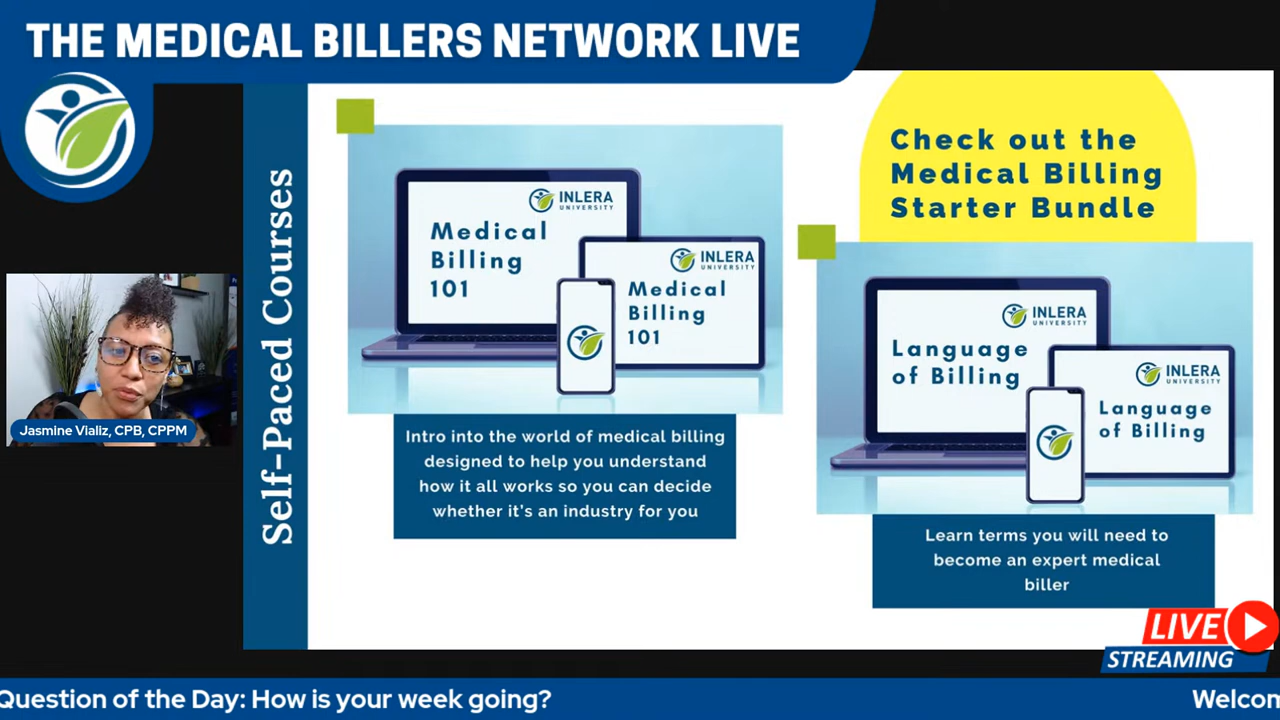 THE MEDICAL BILLERS NETWORK LIVE
Self-Paced Courses
INLERA
UNIVERSITY
Medical
Billing
101
INLERA
UNIVERSITY
Medical
Billing
101
Intro into the world of medical billing
designed to help you understand
how it all works so you can decide
whether it's an industry for you
Check out the
Medical Billing
Starter Bundle
INLERA
UNIVERSITY
Language
of Billing
INLERA
UNIVERSITY
Language
of Billing
Learn terms you will need to
become an expert medical
biller
Jasmine Vializ, CPB, CPPM
LIVE
STREAMING
Question of the Day: How is your week going?
Welcom